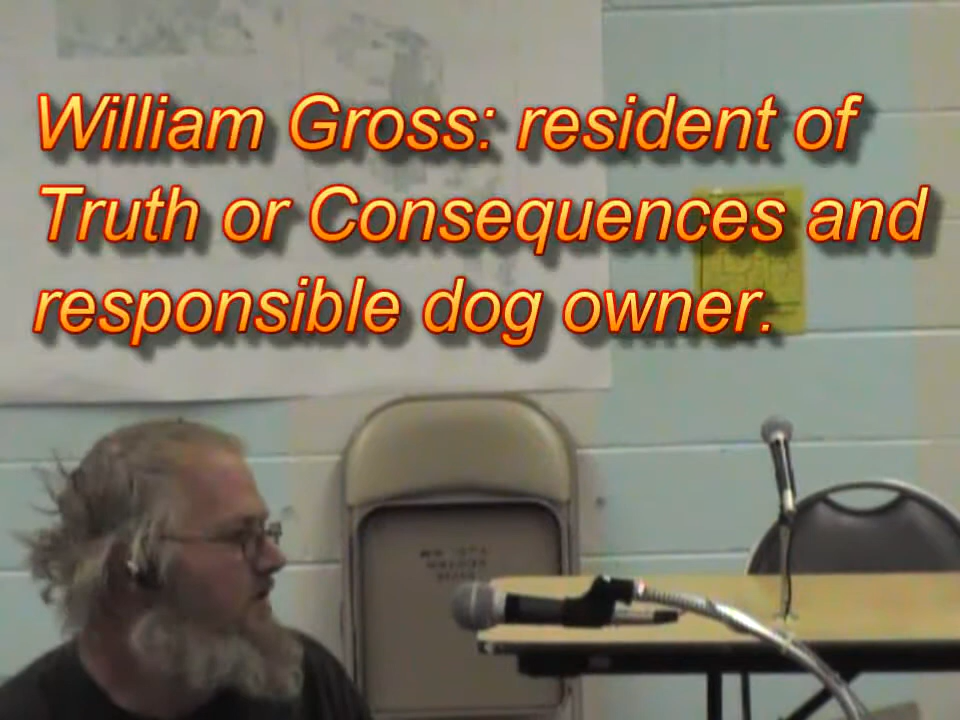 William Gross: resident of
Truth or Consequences and
responsible dog owner.